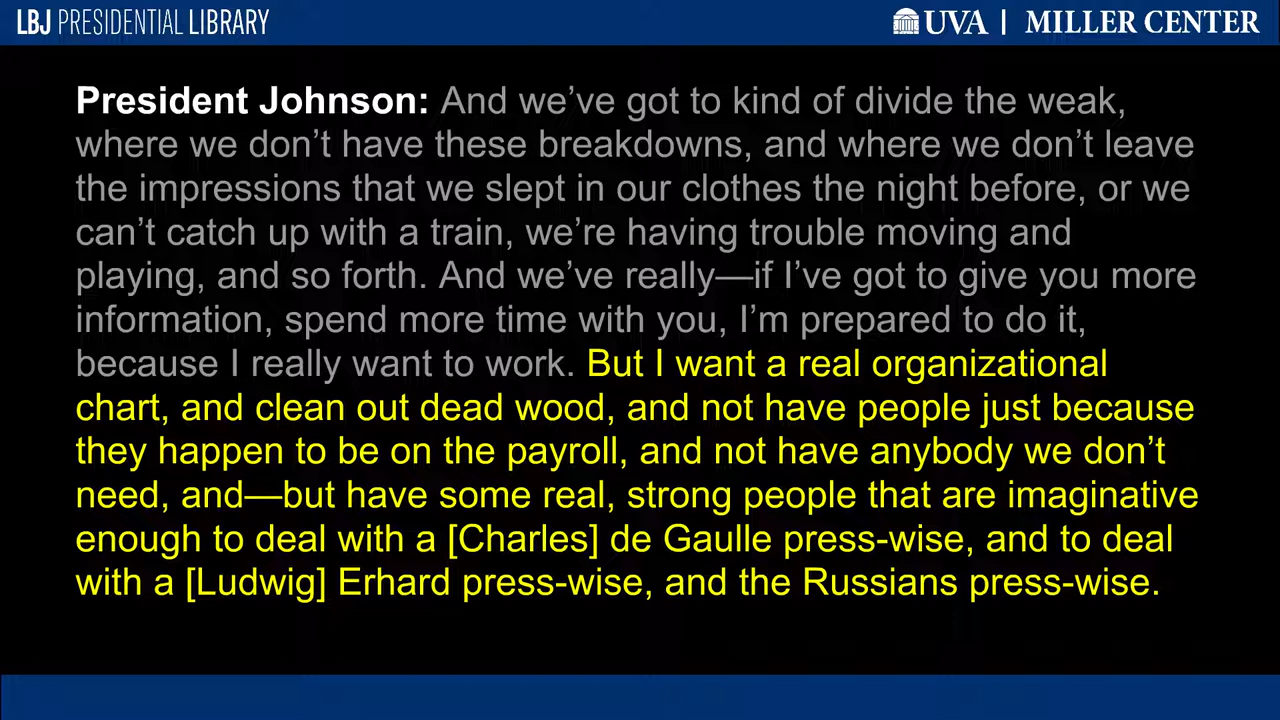 LBJ PRESIDENTIAL LIBRARY
UVA | MILLER CENTER
President Johnson: And we’ve got to kind of divide the weak,
where we don’t have these breakdowns, and where we don’t leave
the impressions that we slept in our clothes the night before, or we
can’t catch up with a train, we’re having trouble moving and
playing, and so forth. And we’ve really—if I’ve got to give you more
information, spend more time with you, I’m prepared to do it,
because I really want to work. But I want a real organizational
chart, and clean out dead wood, and not have people just because
they happen to be on the payroll, and not have anybody we don’t
need, and—but have some real, strong people that are imaginative
enough to deal with a [Charles] de Gaulle press-wise, and to deal
with a [Ludwig] Erhard press-wise, and the Russians press-wise.